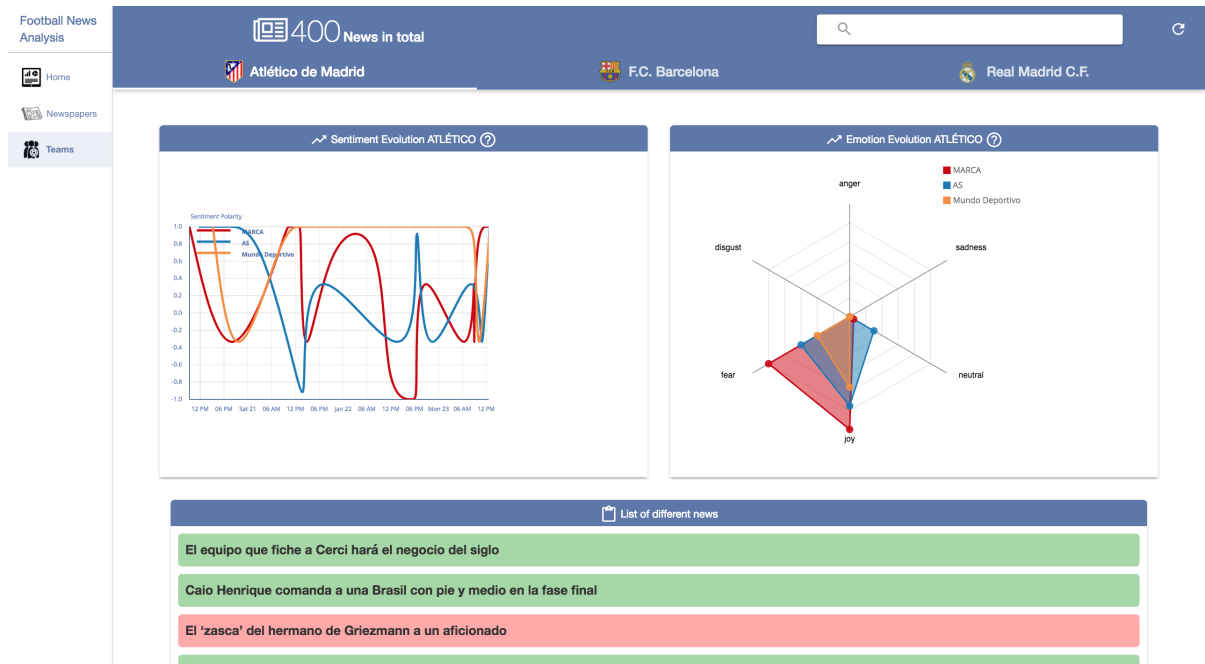 Football News
Analysis
Home
Newspapers
Teams
400 News in total
Atlético de Madrid
F.C. Barcelona
Real Madrid C.F.
Sentiment Evolution ATLÉTICO ?
Sentiment Polarity
MARCA
AS
Mundo Deportivo
1.0
0.8
0.6
0.4
0.2
0.0
-0.2
-0.4
-0.6
-0.8
-1.0
12 PM 06 PM Sat 21 06 AM 12 PM 06 PM Jan 22 06 AM 12 PM 06 PM Mon 23 06 AM 12 PM
Emotion Evolution ATLÉTICO ?
MARCA
AS
Mundo Deportivo
anger
disgust
sadness
fear
neutral
joy
List of different news
El equipo que fiche a Cerci hará el negocio del siglo
Caio Henrique comanda a una Brasil con pie y medio en la fase final
El ‘zasca’ del hermano de Griezmann a un aficionado